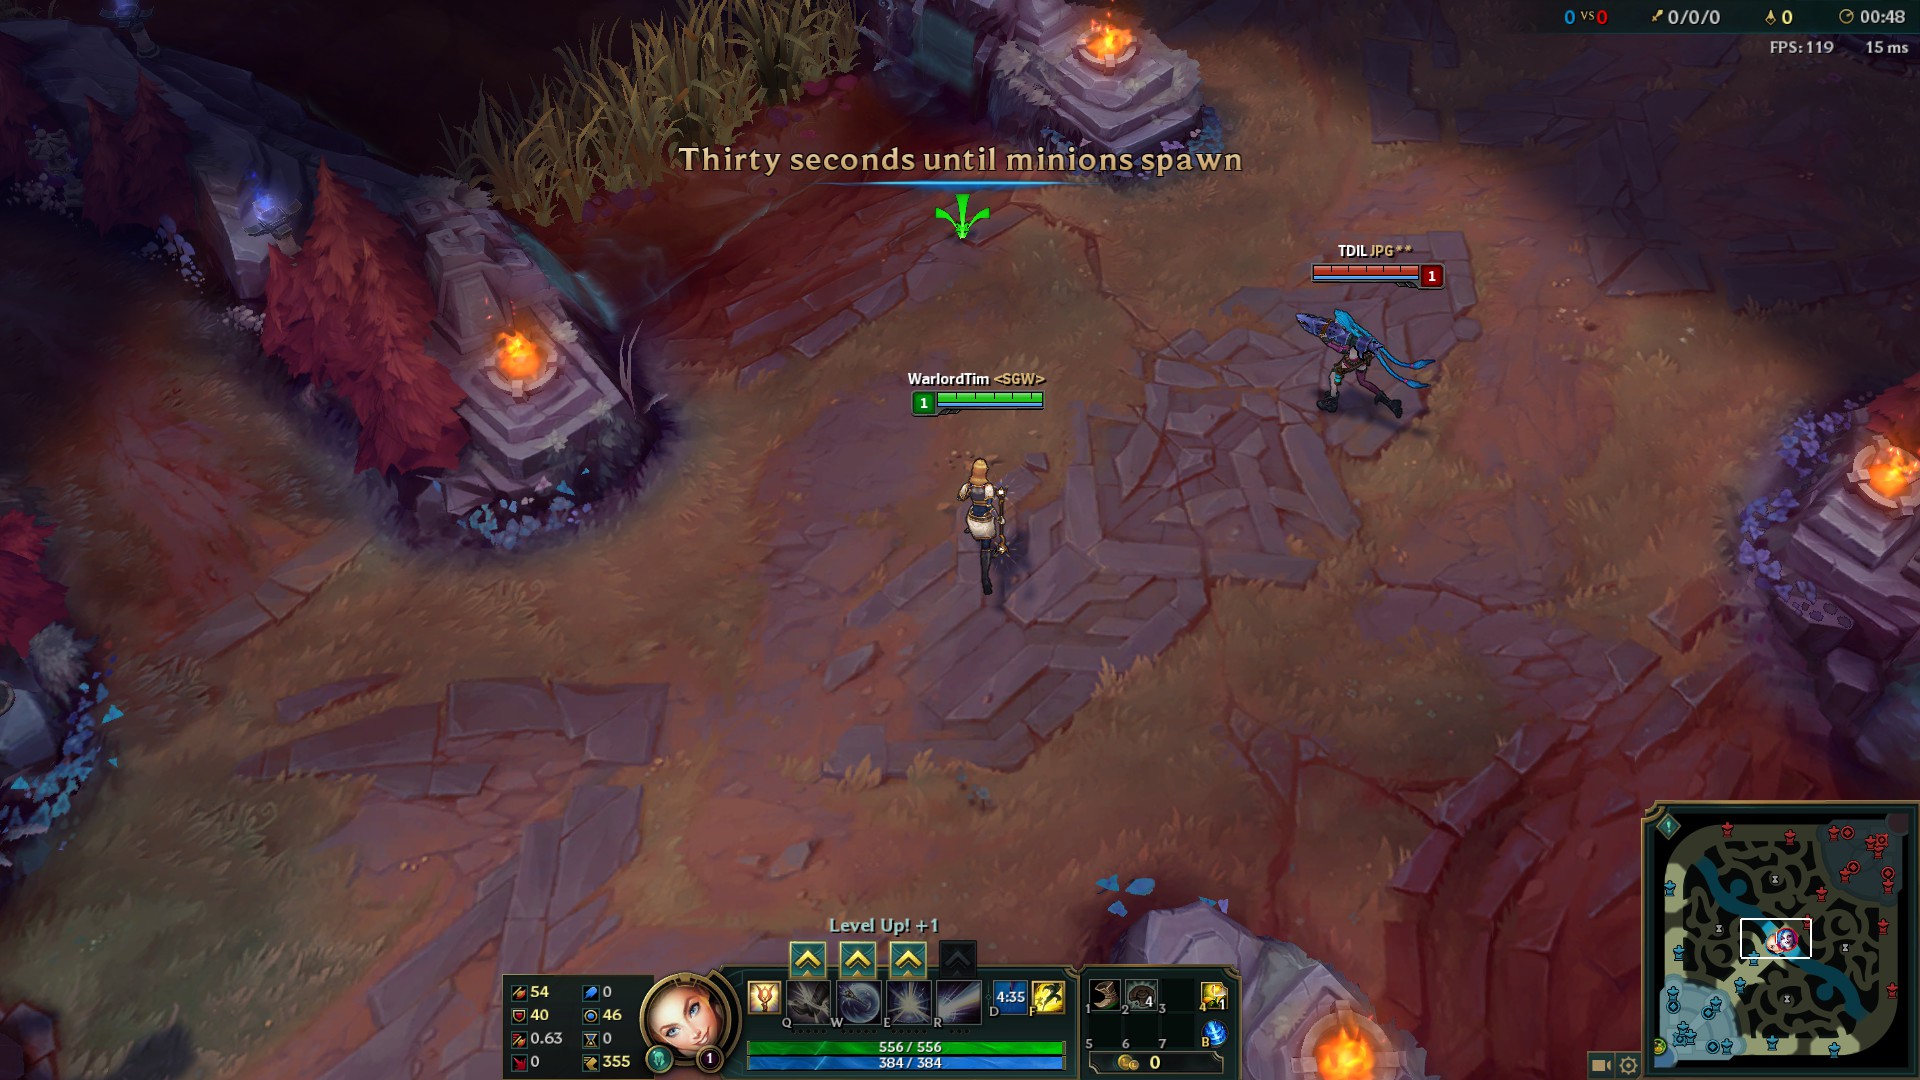 0 VS 0 0/0/0 0 00:48
FPS: 119 15 ms
Thirty seconds until minions spawn
TDIL JPG**
1
WarlordTim <SGW>
1
Level Up! +1
54 0
40 46
0.63 0
0 355
1
Q W E R
4:35
D F
556 / 556
384 / 384
1 2 4 3 4 1
5 6 7 B
0